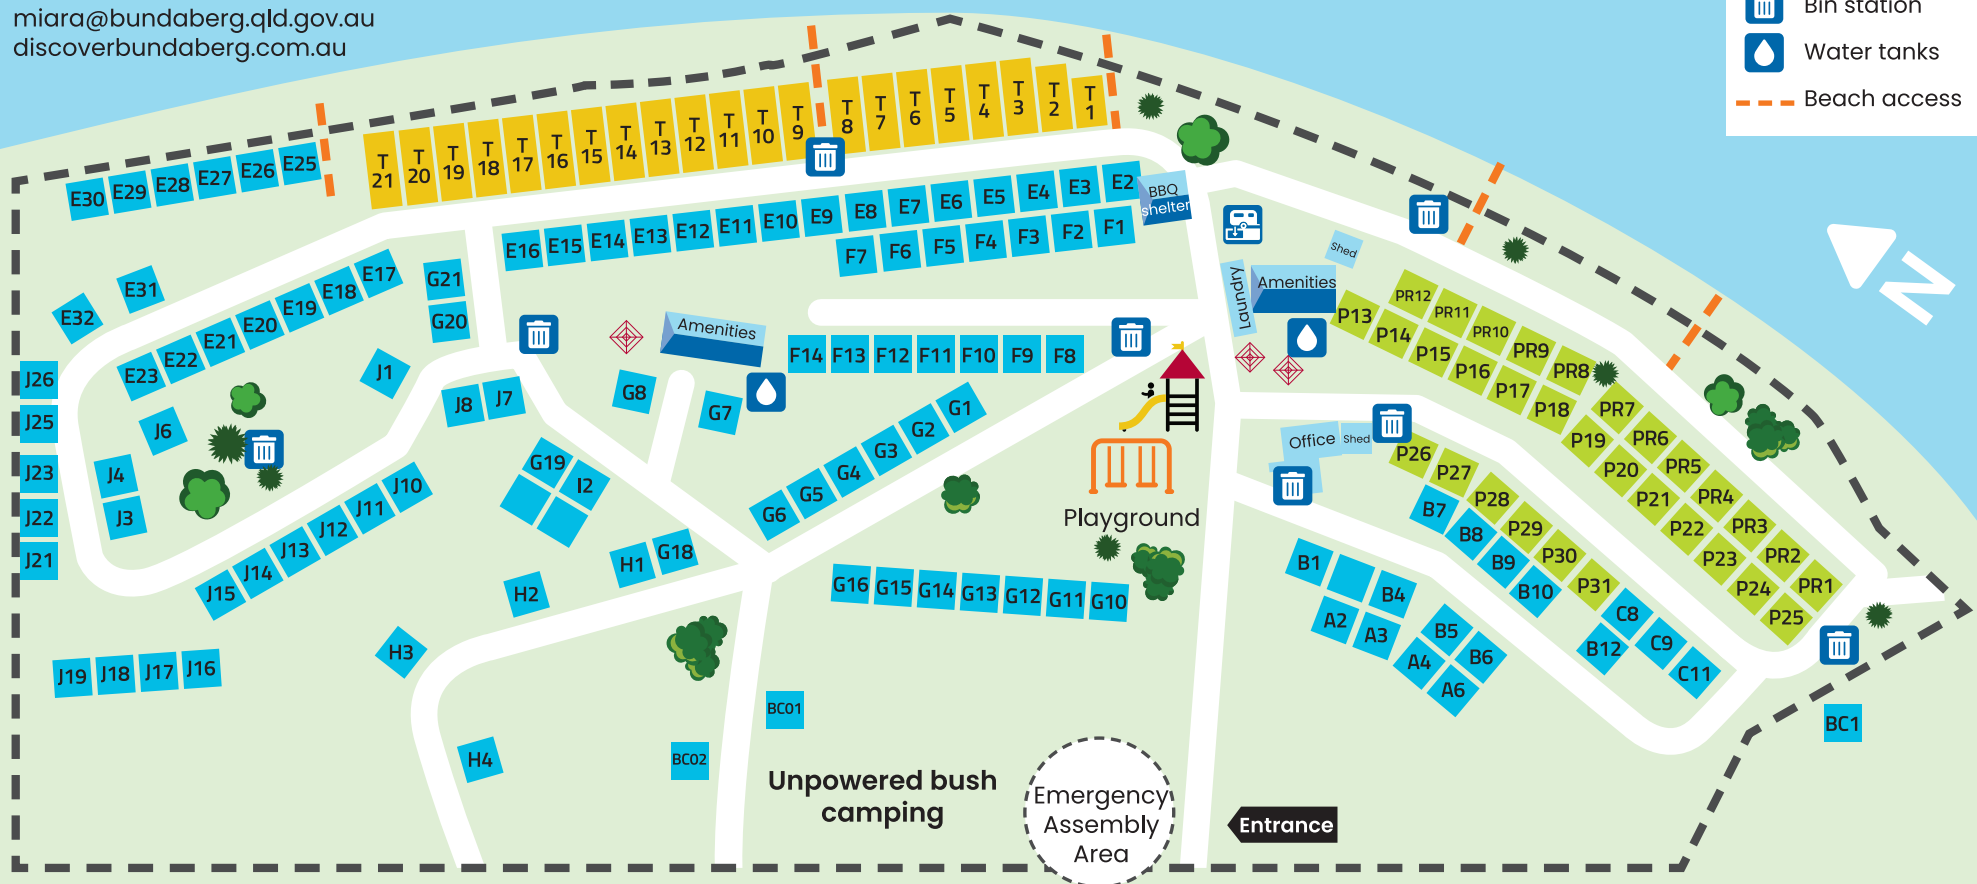 miara@bundaberg.qld.gov.au
discoverbundaberg.com.au
Bin station
Water tanks
Beach access
E30 E29 E28 E27 E26 E25
T 21
T 20
T 19
T 18
T 17
T 16
T 15
T 14
T 13
T 12
T 11
T 10
T 9
T 8
T 7
T 6
T 5
T 4
T 3
T 2
T 1
E16 E15 E14 E13 E12 E11 E10 E9 E8 E7 E6 E5 E4 E3 E2
BBQ
shelter
F7 F6 F5 F4 F3 F2 F1
E32 E31
E23 E22 E21 E20 E19 E18 E17
G21
G20
Shed
Laundry
Amenities
N
Amenities
F14 F13 F12 F11 F10 F9 F8
J26
J25
J23
J22
J21
J1
J8 J7
J6
J4
J3
G8
G7
G6 G5 G4 G3 G2 G1
G19
I2
J15 J14 J13 J12 J11 J10
Playground
Office
Shed
P13 P14 P15 P16 P17 P18 P19 P20 P21 P22 P23 P24 P25
PR12 PR11 PR10 PR9 PR8 PR7 PR6 PR5 PR4 PR3 PR2 PR1
P26 P27 P28 P29 P30 P31
B7 B8 B9 B10
C8 C9 C11
B12
B1
B4
A2 A3
B5
B6
A4
A6
H1 G18
H2
H3
H4
G16 G15 G14 G13 G12 G11 G10
J19 J18 J17 J16
BC01
BC02
BC1
Unpowered bush
camping
Emergency
Assembly
Area
Entrance